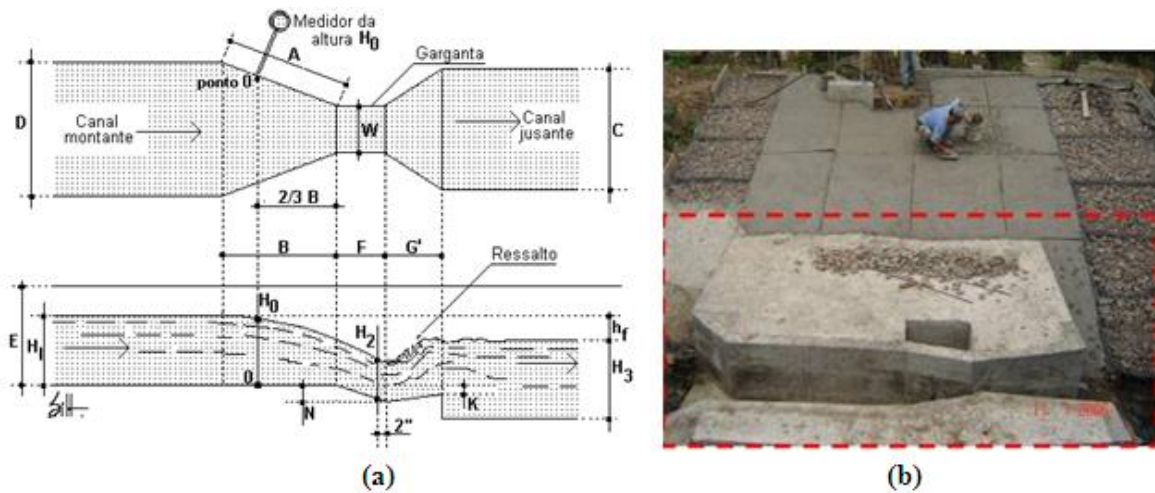 Medidor da
altura H0
A
Garganta
ponto 0
D
Canal
montante
W
Canal
jusante
C
2/3 B
B
F
G'
Ressalto
E
H1
H0
H2
hf
H3
0
N
K
2"
(a)
(b)